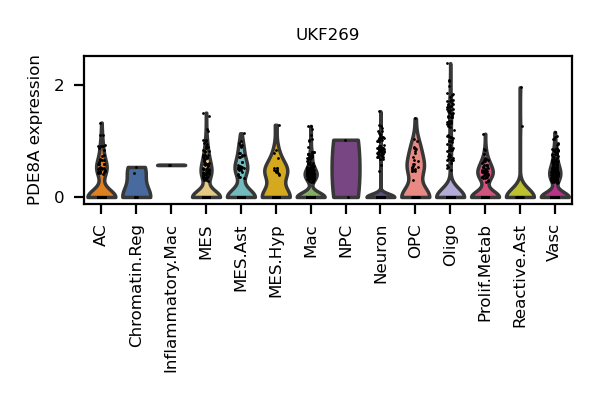 UKF269
PDE8A expression
2
0
AC
Chromatin.Reg
Inflammatory.Mac
MES
MES.Ast
MES.Hyp
Mac
NPC
Neuron
OPC
Oligo
Prolif.Metab
Reactive.Ast
Vasc